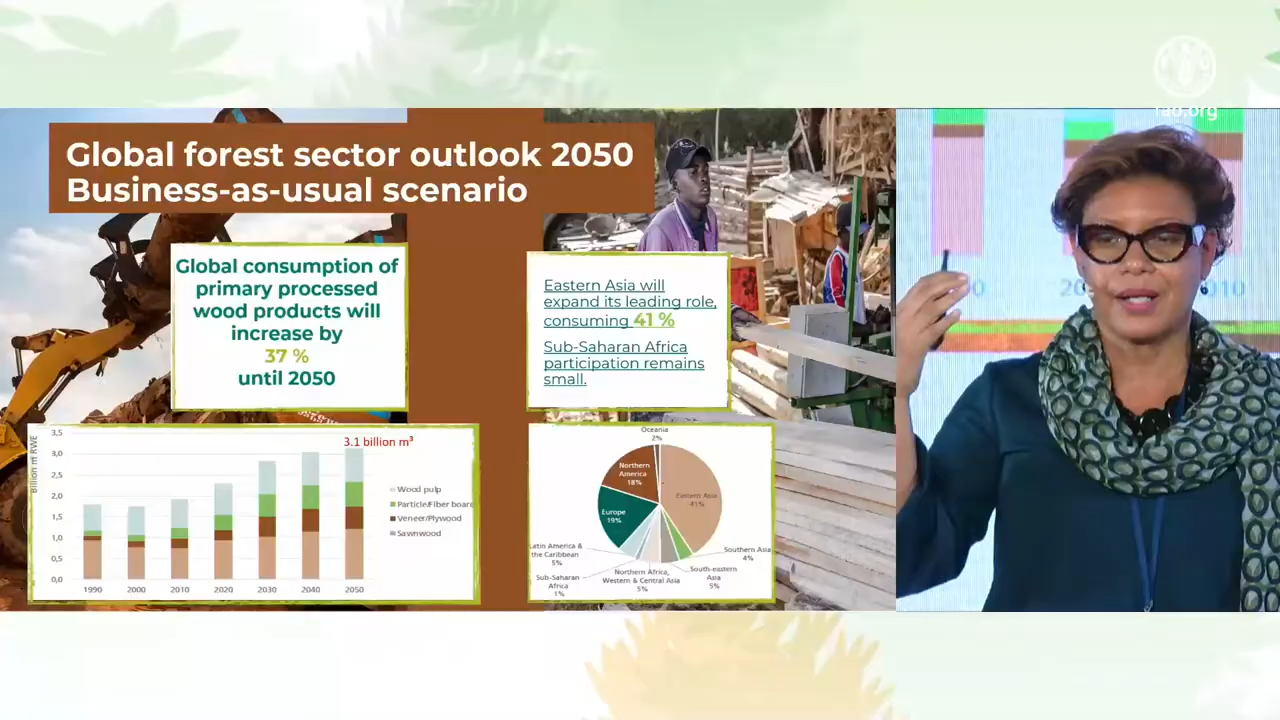 fao.org
Global forest sector outlook 2050
Business-as-usual scenario
Global consumption of
primary processed
wood products will
increase by
37 %
until 2050
Eastern Asia will
expand its leading role,
consuming 41 %
Sub-Saharan Africa
participation remains
small.
3.1 billion m³
Billion m³ RWE
3,5
3,0
2,5
2,0
1,5
1,0
0,5
0,0
1990 2000 2010 2020 2030 2040 2050
Wood pulp
Particle/Fiber board
Veneer/Plywood
Sawnwood
Oceania
2%
Northern
America
18%
Eastern Asia
41%
Europe
19%
Latin America &
the Caribbean
5%
Sub-Saharan
Africa
1%
Northern Africa,
Western & Central Asia
5%
South-eastern
Asia
5%
Southern Asia
4%